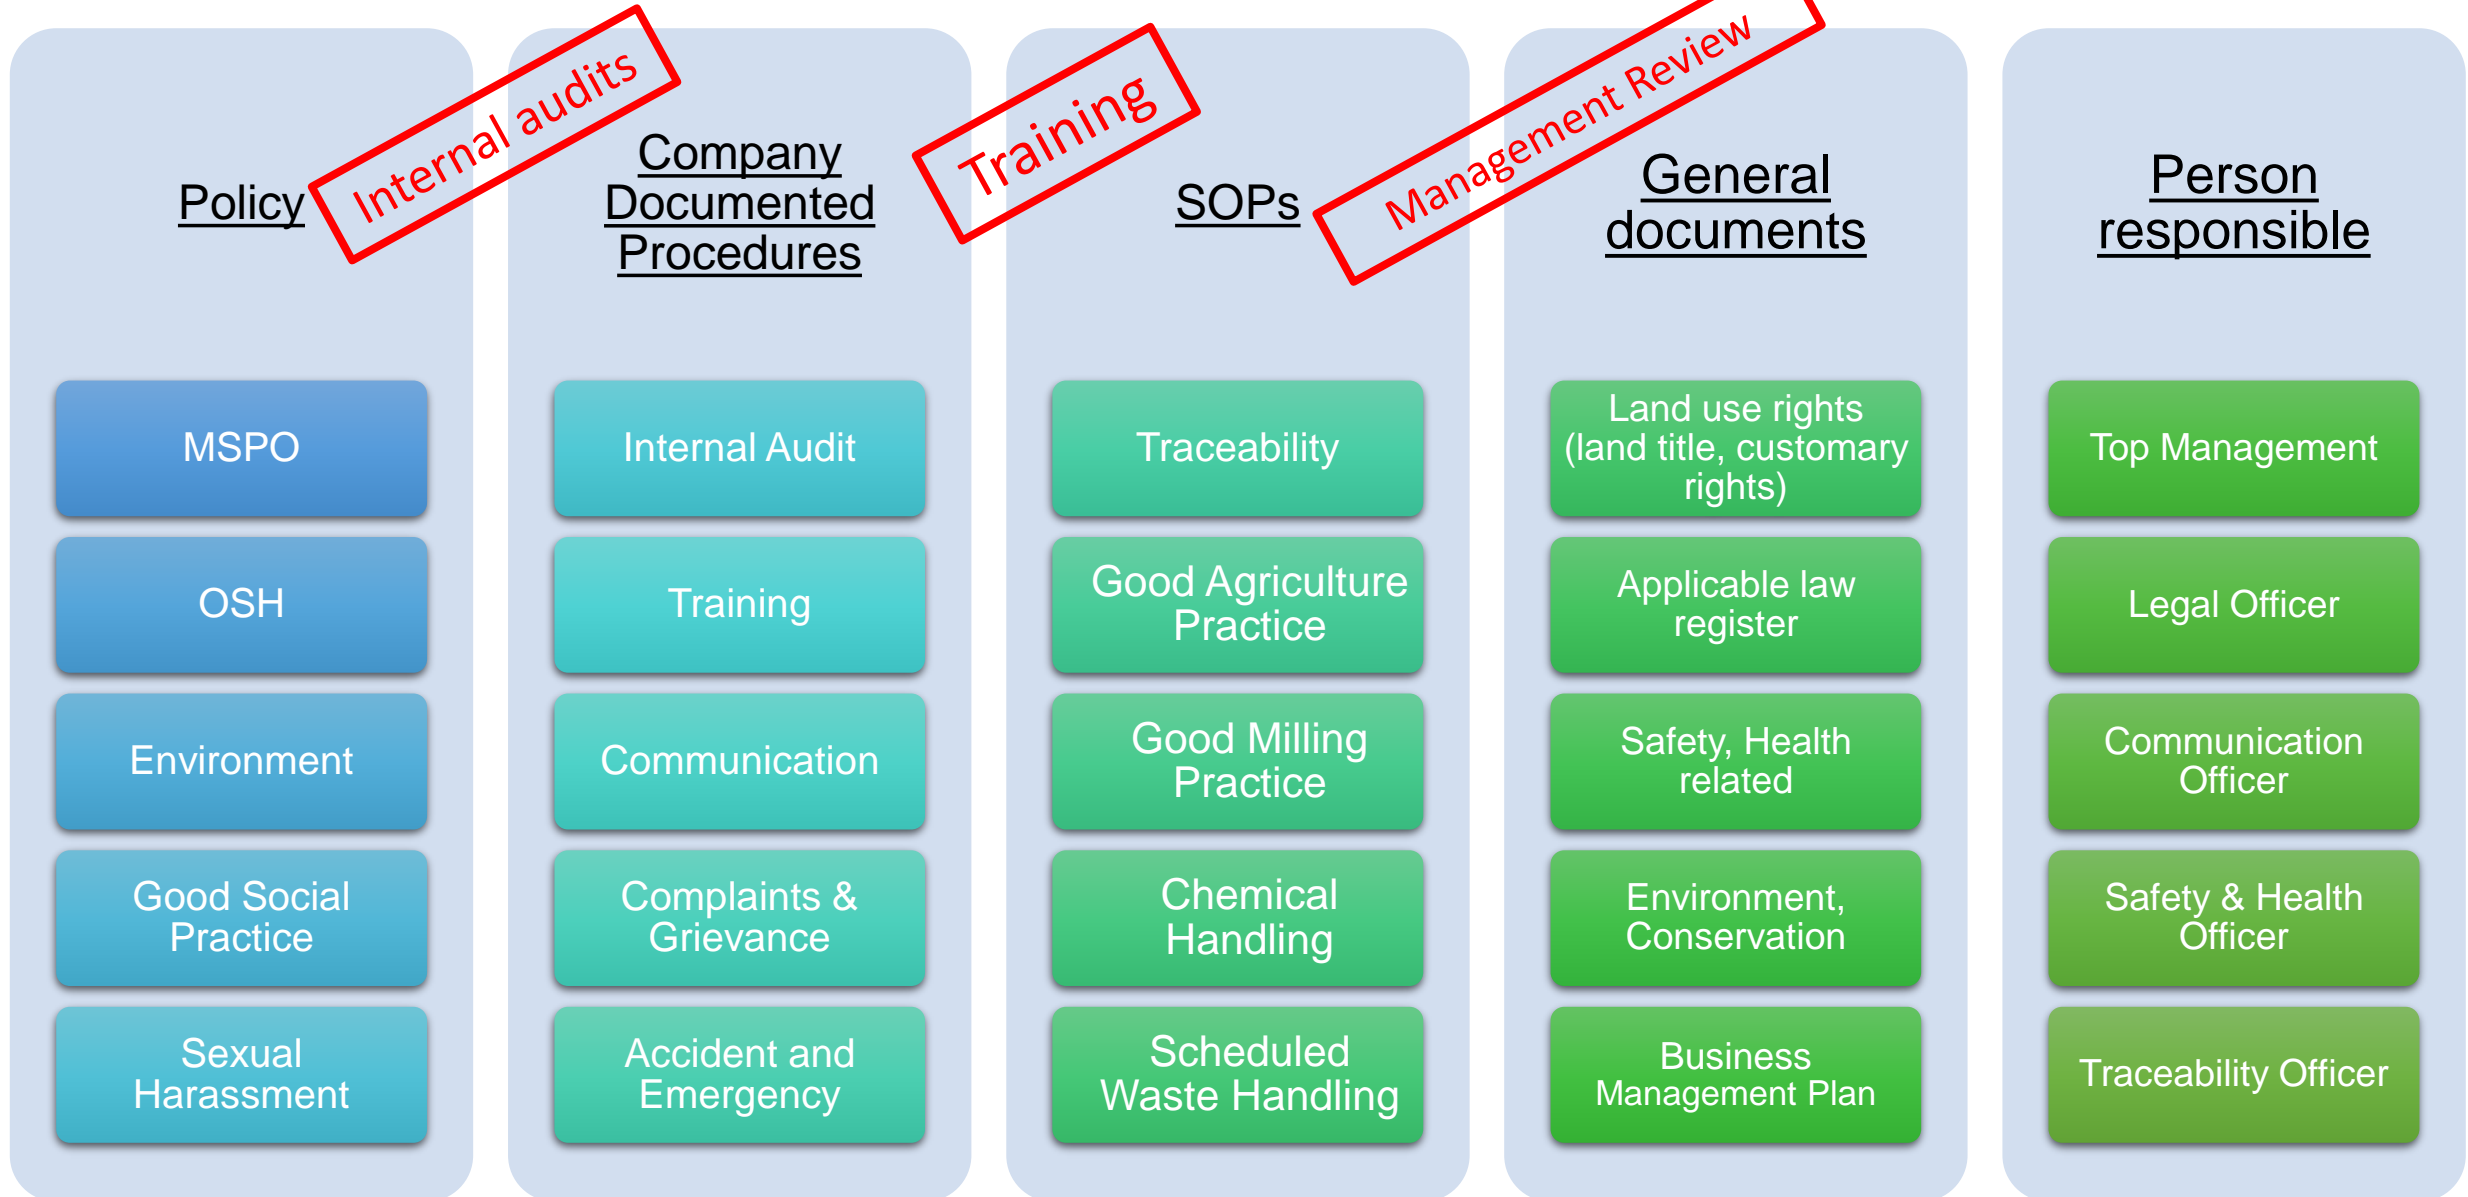 Policy
MSPO
OSH
Environment
Good Social
Practice
Sexual
Harassment
Internal audits
Company
Documented
Procedures
Internal Audit
Training
Communication
Complaints &
Grievance
Accident and
Emergency
Training
SOPs
Traceability
Good Agriculture
Practice
Good Milling
Practice
Chemical
Handling
Scheduled
Waste Handling
Management Review
General
documents
Land use rights
(land title, customary
rights)
Applicable law
register
Safety, Health
related
Environment,
Conservation
Business
Management Plan
Person
responsible
Top Management
Legal Officer
Communication
Officer
Safety & Health
Officer
Traceability Officer